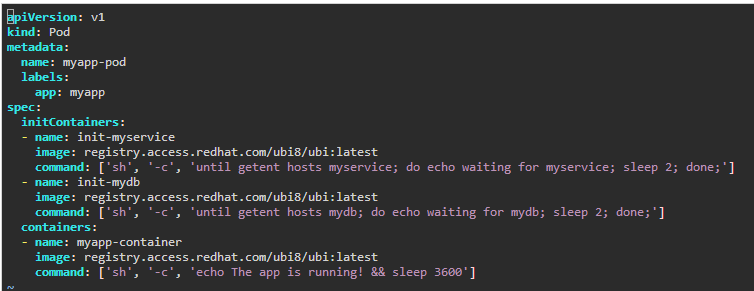 apiVersion: v1
kind: Pod
metadata:
  name: myapp-pod
  labels:
    app: myapp
spec:
  initContainers:
  - name: init-myservice
    image: registry.access.redhat.com/ubi8/ubi:latest
    command: ['sh', '-c', 'until getent hosts myservice; do echo waiting for myservice; sleep 2; done;']
  - name: init-mydb
    image: registry.access.redhat.com/ubi8/ubi:latest
    command: ['sh', '-c', 'until getent hosts mydb; do echo waiting for mydb; sleep 2; done;']
  containers:
  - name: myapp-container
    image: registry.access.redhat.com/ubi8/ubi:latest
    command: ['sh', '-c', 'echo The app is running! && sleep 3600']
~